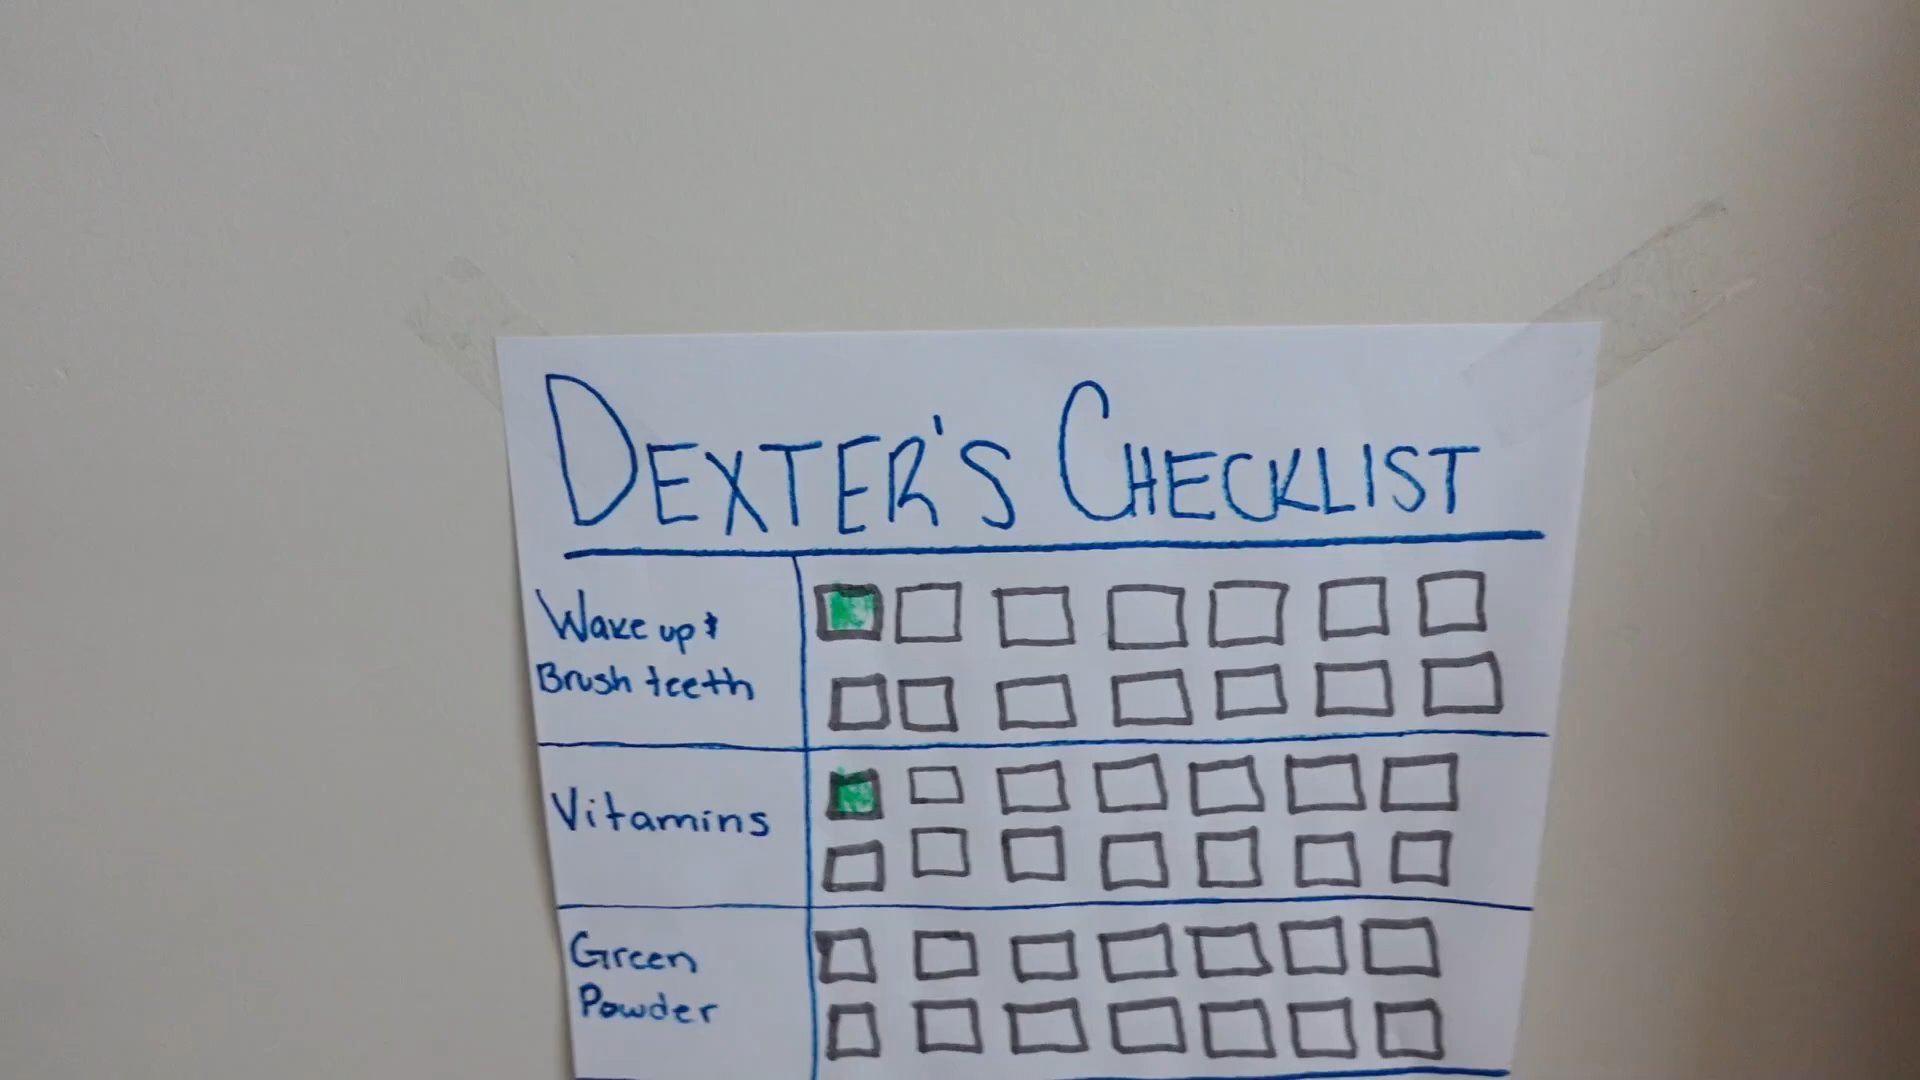 DEXTER'S CHECKLIST
Wake up &
Brush teeth
Vitamins
Green
Powder